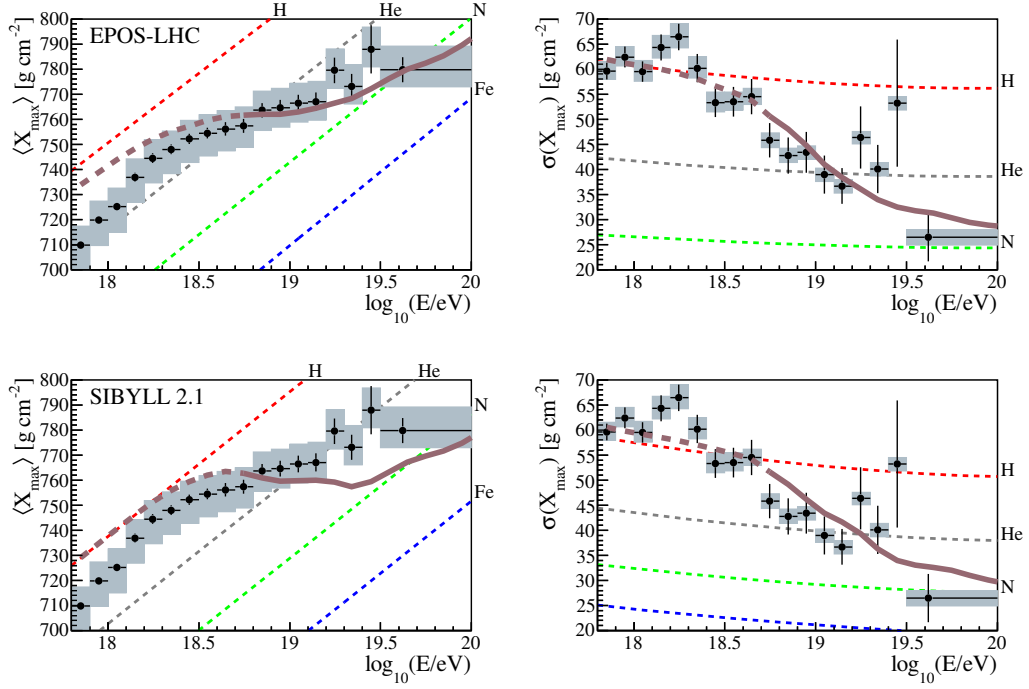 EPOS-LHC
H
He
N
Fe
⟨X_max⟩ [g cm⁻²]
800
790
780
770
760
750
740
730
720
710
700
18
18.5
19
19.5
20
log₁₀(E/eV)
H
He
N
σ(X_max) [g cm⁻²]
70
65
60
55
50
45
40
35
30
25
20
18
18.5
19
19.5
20
log₁₀(E/eV)
SIBYLL 2.1
H
He
N
Fe
⟨X_max⟩ [g cm⁻²]
800
790
780
770
760
750
740
730
720
710
700
18
18.5
19
19.5
20
log₁₀(E/eV)
H
He
N
σ(X_max) [g cm⁻²]
70
65
60
55
50
45
40
35
30
25
20
18
18.5
19
19.5
20
log₁₀(E/eV)